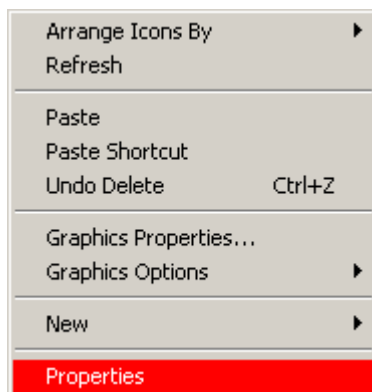 Arrange Icons By
Refresh
Paste
Paste Shortcut
Undo Delete Ctrl+Z
Graphics Properties...
Graphics Options
New
Properties